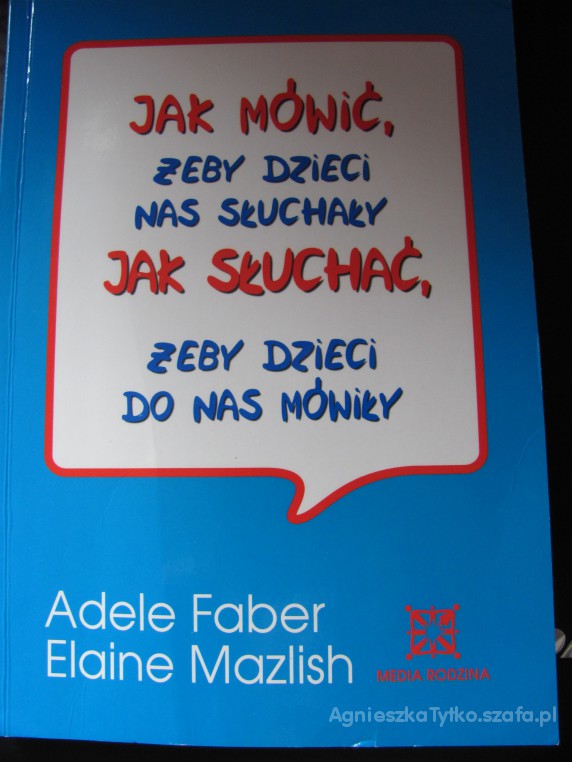 JAK MÓWIĆ,
ŻEBY DZIECI
NAS SŁUCHAŁY
JAK SŁUCHAĆ,
ŻEBY DZIECI
DO NAS MÓWIŁY
Adele Faber
Elaine Mazlish
MEDIA RODZINA
AgnieszkaTytko.szafa.pl